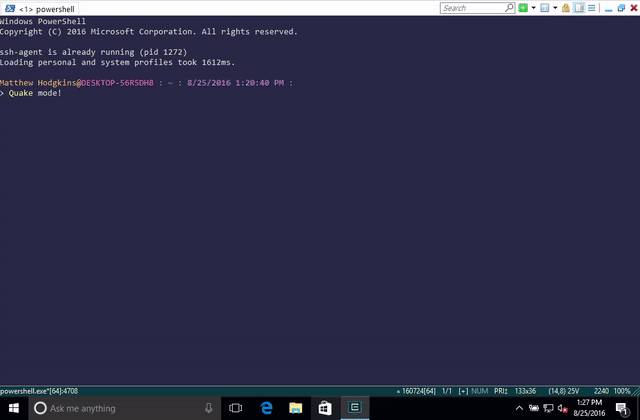 <1> powershell
Search
Windows PowerShell
Copyright (C) 2016 Microsoft Corporation. All rights reserved.
ssh-agent is already running (pid 1272)
Loading personal and system profiles took 1612ms.
Matthew Hodgkins@DESKTOP-56R5DH8 : ~ : 8/25/2016 1:20:40 PM :
> Quake mode!
powershell.exe*[64]:4708
« 160724[64] 1/1 [+] NUM PRI‡ 133x36 (14,8) 25V 2240 100%
Ask me anything
1:27 PM
8/25/2016